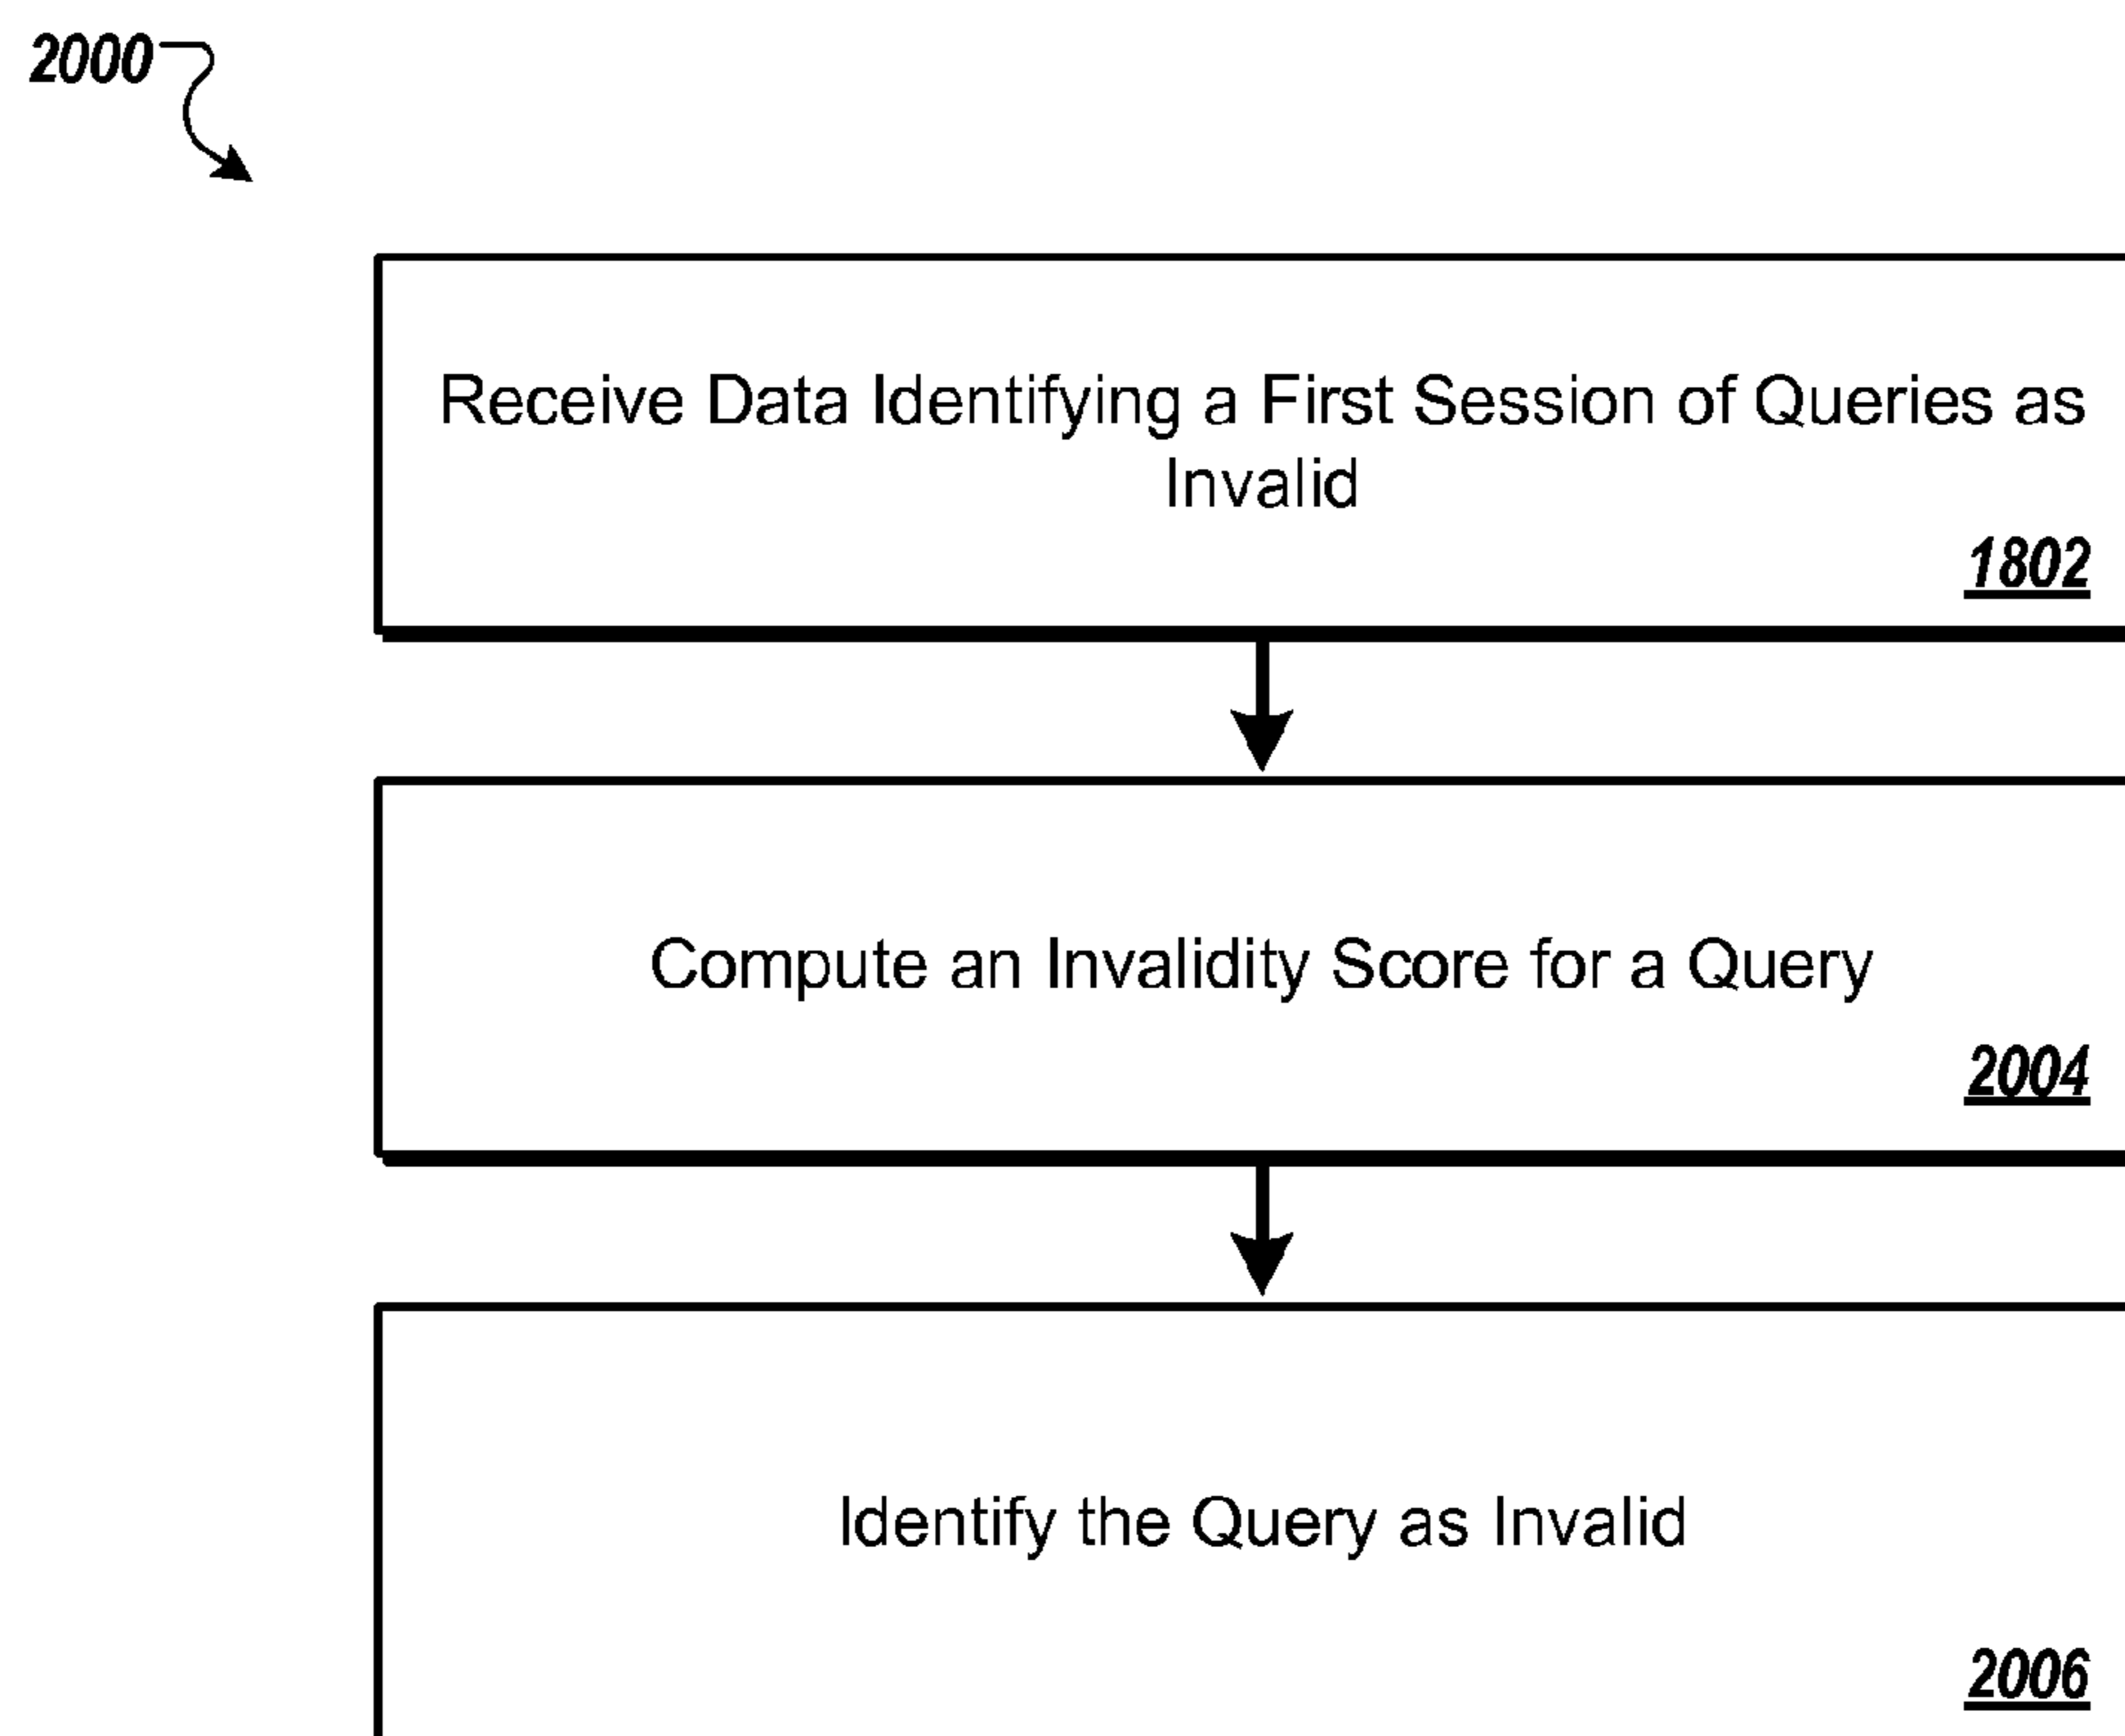 2000
Receive Data Identifying a First Session of Queries as
Invalid
1802
Compute an Invalidity Score for a Query
2004
Identify the Query as Invalid
2006